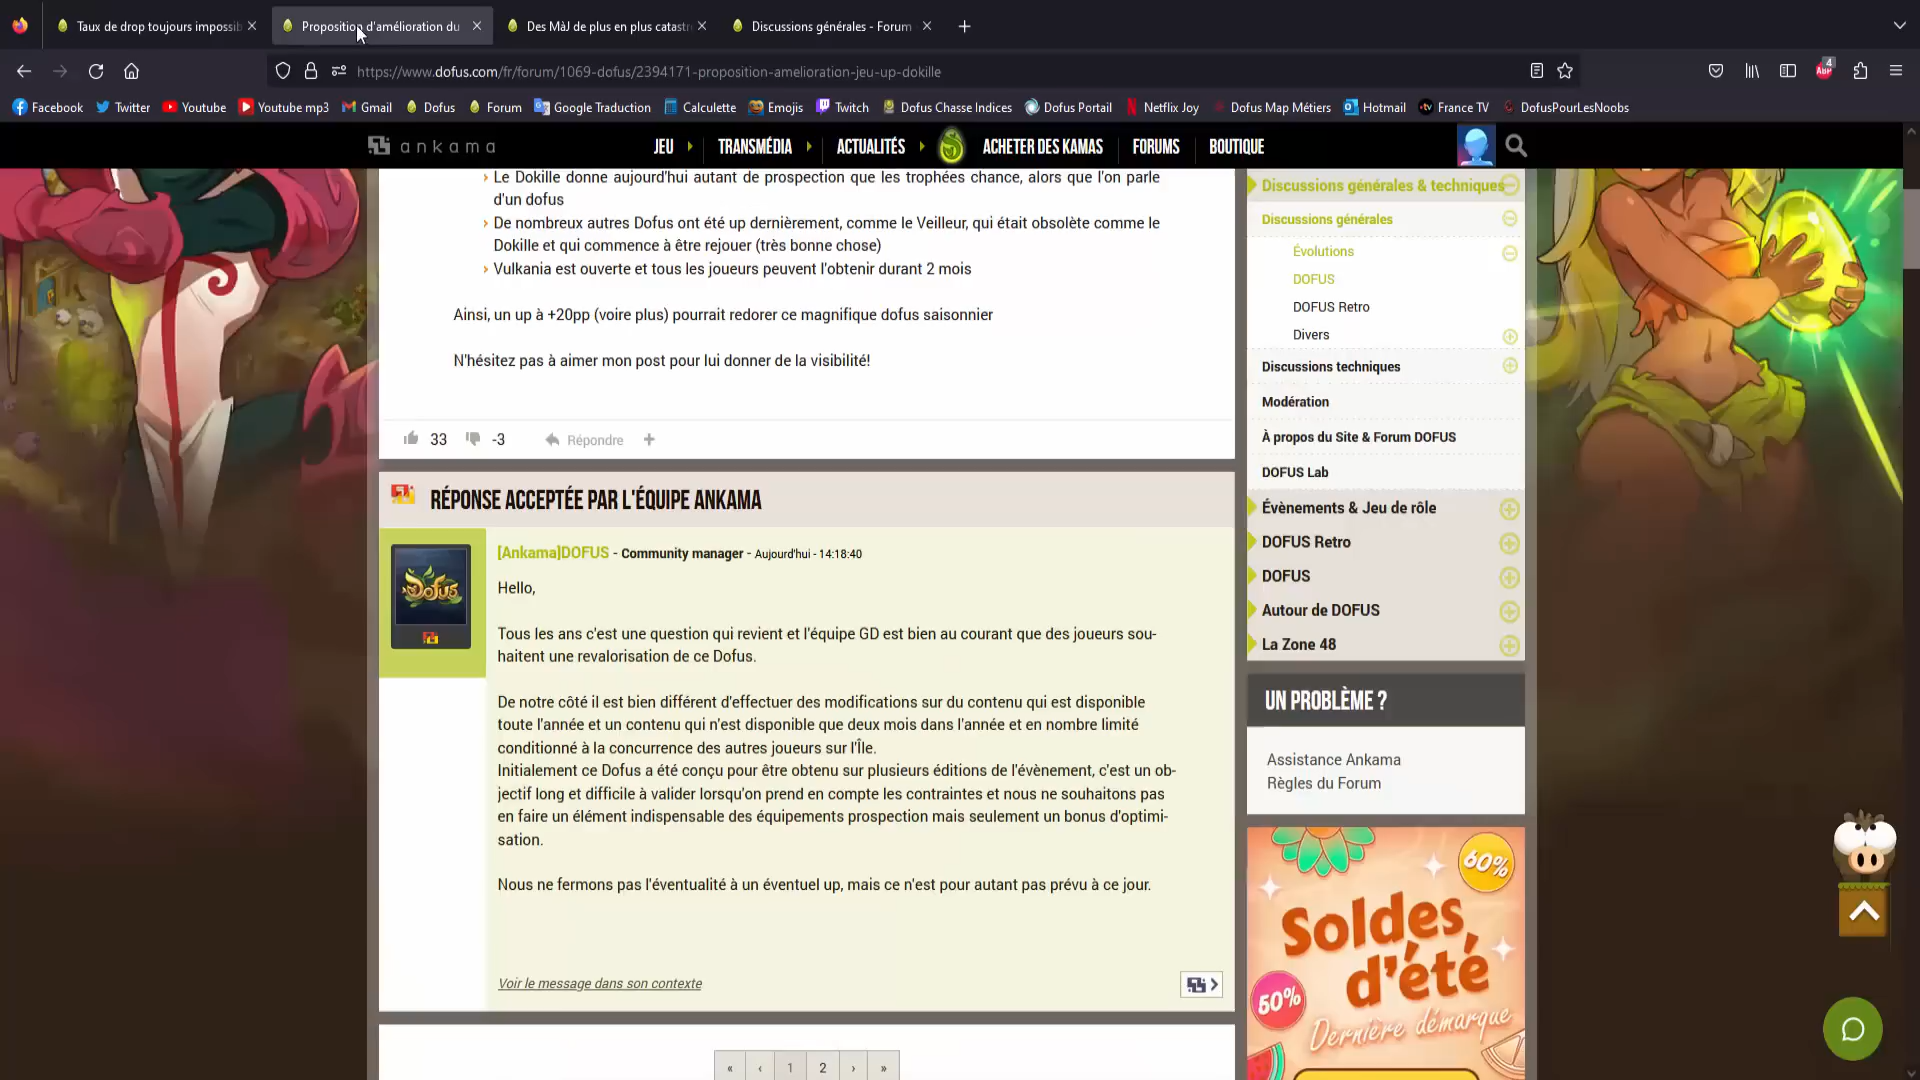 Taux de drop toujours impossib
Proposition d'amélioration du
Des MàJ de plus en plus catastr
Discussions générales - Forum
https://www.dofus.com/fr/forum/1069-dofus/2394171-proposition-amelioration-jeu-up-dokille
ABP 4
Facebook Twitter Youtube Youtube mp3 Gmail Dofus Forum Google Traduction Calculette Emojis Twitch Dofus Chasse Indices Dofus Portail Netflix Joy Dofus Map Métiers Hotmail France TV DofusPourLesNoobs
ankama JEU TRANSMÉDIA ACTUALITÉS ACHETER DES KAMAS FORUMS BOUTIQUE
Le Dokille donne aujourd'hui autant de prospection que les trophées chance, alors que l'on parle
d'un dofus
De nombreux autres Dofus ont été up dernièrement, comme le Veilleur, qui était obsolète comme le
Dokille et qui commence à être rejouer (très bonne chose)
Vulkania est ouverte et tous les joueurs peuvent l'obtenir durant 2 mois
Ainsi, un up à +20pp (voire plus) pourrait redorer ce magnifique dofus saisonnier
N'hésitez pas à aimer mon post pour lui donner de la visibilité!
33 -3 Répondre +
RÉPONSE ACCEPTÉE PAR L'ÉQUIPE ANKAMA
Dofus
[Ankama]DOFUS - Community manager - Aujourd'hui - 14:18:40
Hello,
Tous les ans c'est une question qui revient et l'équipe GD est bien au courant que des joueurs sou-
haitent une revalorisation de ce Dofus.
De notre côté il est bien différent d'effectuer des modifications sur du contenu qui est disponible
toute l'année et un contenu qui n'est disponible que deux mois dans l'année et en nombre limité
conditionné à la concurrence des autres joueurs sur l'Île.
Initialement ce Dofus a été conçu pour être obtenu sur plusieurs éditions de l'évènement, c'est un ob-
jectif long et difficile à valider lorsqu'on prend en compte les contraintes et nous ne souhaitons pas
en faire un élément indispensable des équipements prospection mais seulement un bonus d'optimi-
sation.
Nous ne fermons pas l'éventualité à un éventuel up, mais ce n'est pour autant pas prévu à ce jour.
Voir le message dans son contexte
« ‹ 1 2 › »
Discussions générales & techniques
Discussions générales
Évolutions
DOFUS
DOFUS Retro
Divers
Discussions techniques
Modération
À propos du Site & Forum DOFUS
DOFUS Lab
Évènements & Jeu de rôle
DOFUS Retro
DOFUS
Autour de DOFUS
La Zone 48
UN PROBLÈME ?
Assistance Ankama
Règles du Forum
60%
Soldes
d'été
50%
Dernière démarque